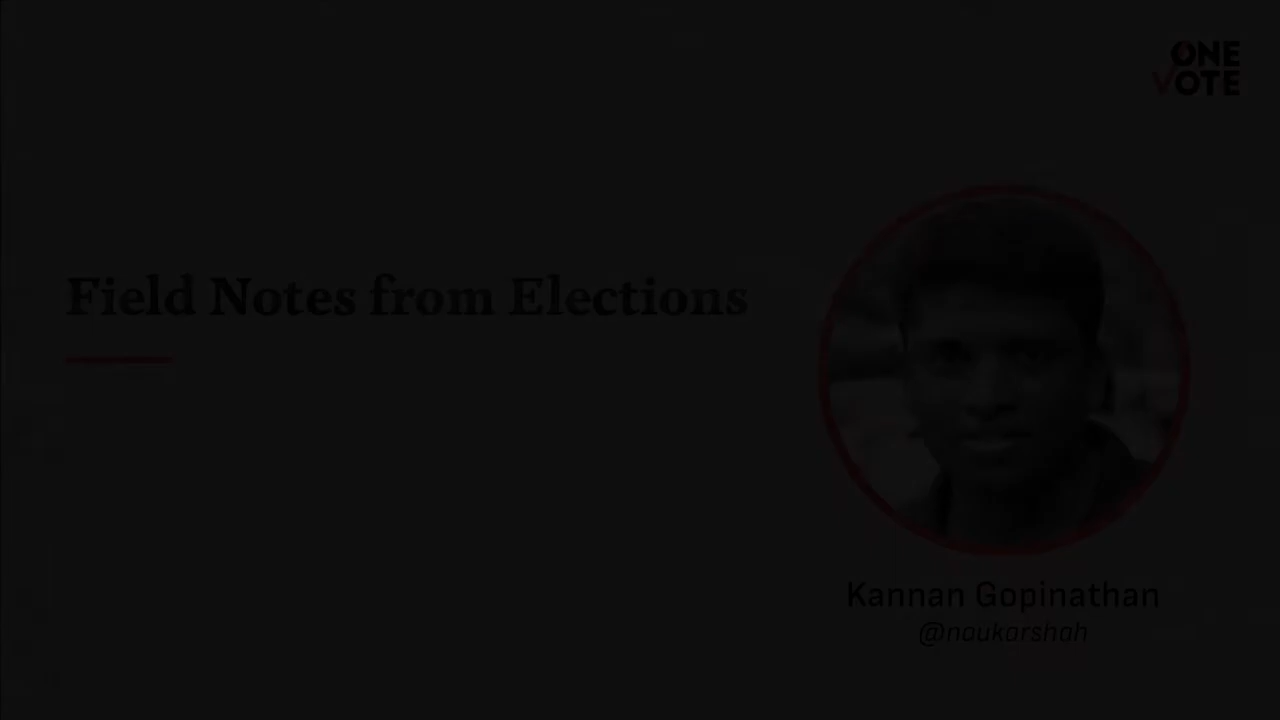 ONE
VOTE
Field Notes from Elections
Kannan Gopinathan
@naukarshah